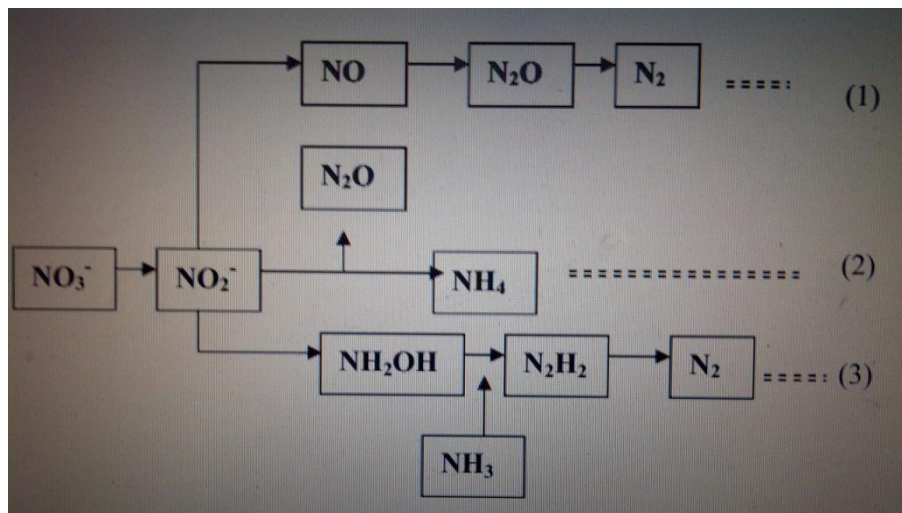 NO N₂O N₂ ====: (1)
N₂O
NO₃⁻ NO₂⁻ NH₄ ================ (2)
NH₂OH N₂H₂ N₂ ====: (3)
NH₃